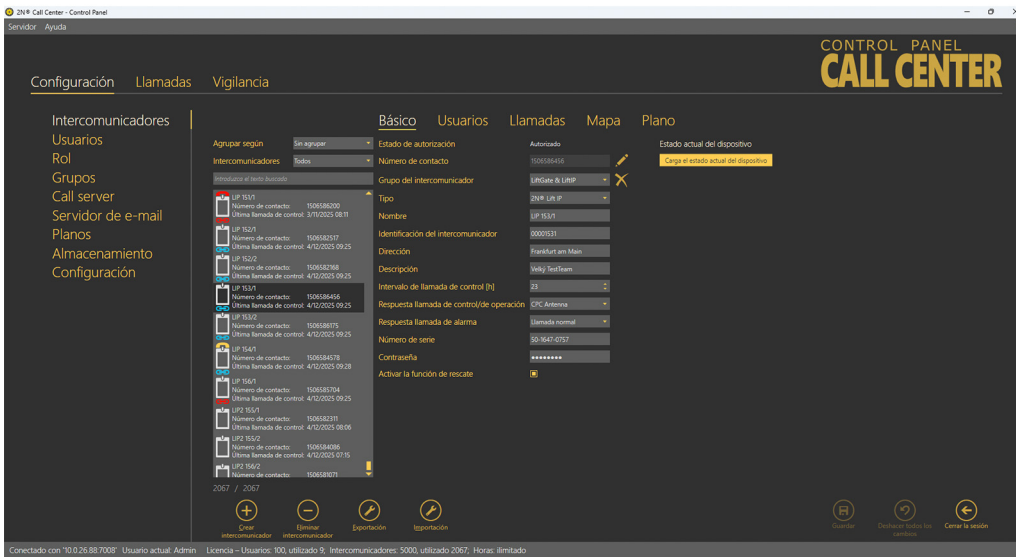 2N® Call Center - Control Panel
Servidor Ayuda
CONTROL PANEL
CALL CENTER
Configuración Llamadas Vigilancia
Intercomunicadores
Usuarios
Rol
Grupos
Call server
Servidor de e-mail
Planos
Almacenamiento
Configuración
Agrupar según Sin agrupar
Intercomunicadores Todos
Introduzca el texto buscado
LIP 151/1
Número de contacto: 1506586200
Última llamada de control: 3/11/2025 08:11
LIP 152/1
Número de contacto: 1506582517
Última llamada de control: 4/12/2025 09:25
LIP 152/2
Número de contacto: 1506582168
Última llamada de control: 4/12/2025 09:25
LIP 153/1
Número de contacto: 1506586456
Última llamada de control: 4/12/2025 09:25
LIP 153/2
Número de contacto: 1506586175
Última llamada de control: 4/12/2025 09:25
LIP 154/1
Número de contacto: 1506584578
Última llamada de control: 4/12/2025 09:28
LIP 156/1
Número de contacto: 1506585704
Última llamada de control: 4/12/2025 09:25
LIP2 155/1
Número de contacto: 1506582311
Última llamada de control: 4/12/2025 08:06
LIP2 155/2
Número de contacto: 1506584086
Última llamada de control: 4/12/2025 07:15
LIP2 156/2
Número de contacto: 1506581071
2067 / 2067
Básico Usuarios Llamadas Mapa Plano
Estado de autorización Autorizado
Número de contacto 1506586456
Grupo del intercomunicador LiftGate & LiftIP
Tipo 2N® Lift IP
Nombre LIP 153/1
Identificación del intercomunicador 00001531
Dirección Frankfurt am Main
Descripción Velký TestTeam
Intervalo de llamada de control [h] 23
Respuesta llamada de control/de operación CPC Antenna
Respuesta llamada de alarma Llamada normal
Número de serie 50-1647-0757
Contraseña ••••••••
Activar la función de rescate
Estado actual del dispositivo
Carga el estado actual del dispositivo
Crear intercomunicador
Eliminar intercomunicador
Exportación
Importación
Guardar
Deshacer todos los cambios
Cerrar la sesión
Conectado con '10.0.26.88:7008' Usuario actual: Admin Licencia – Usuarios: 100, utilizado 9; Intercomunicadores: 5000, utilizado 2067; Horas: ilimitado